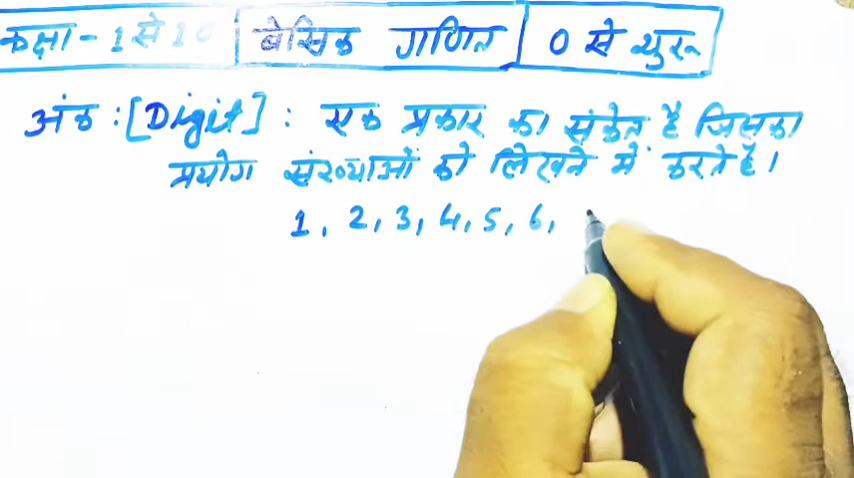 कक्षा - 1 से 10 बेसिक गणित 0 से शुरू
अंक : [Digit] : एक प्रकार का संकेत है जिसका
प्रयोग संख्याओं को लिखने में करते हैं।
1, 2, 3, 4, 5, 6,